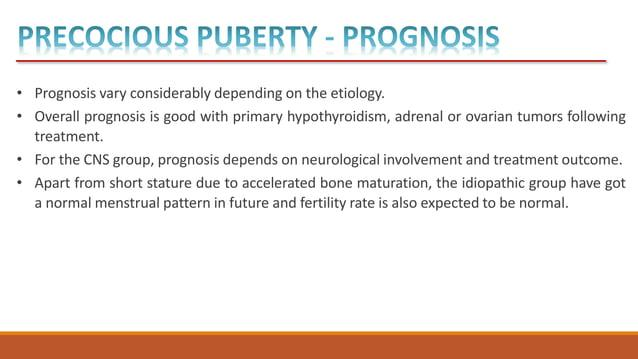 PRECOCIOUS PUBERTY - PROGNOSIS
• Prognosis vary considerably depending on the etiology.
• Overall prognosis is good with primary hypothyroidism, adrenal or ovarian tumors following
treatment.
• For the CNS group, prognosis depends on neurological involvement and treatment outcome.
• Apart from short stature due to accelerated bone maturation, the idiopathic group have got
a normal menstrual pattern in future and fertility rate is also expected to be normal.